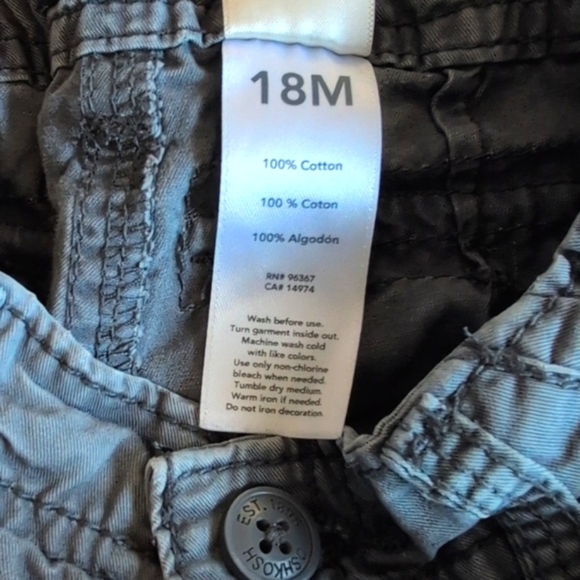 18M
100% Cotton
100 % Coton
100% Algodón
RN# 96367
CA# 14974
Wash before use.
Turn garment inside out.
Machine wash cold
with like colors.
Use only non-chlorine
bleach when needed.
Tumble dry medium.
Warm iron if needed.
Do not iron decoration.
EST.